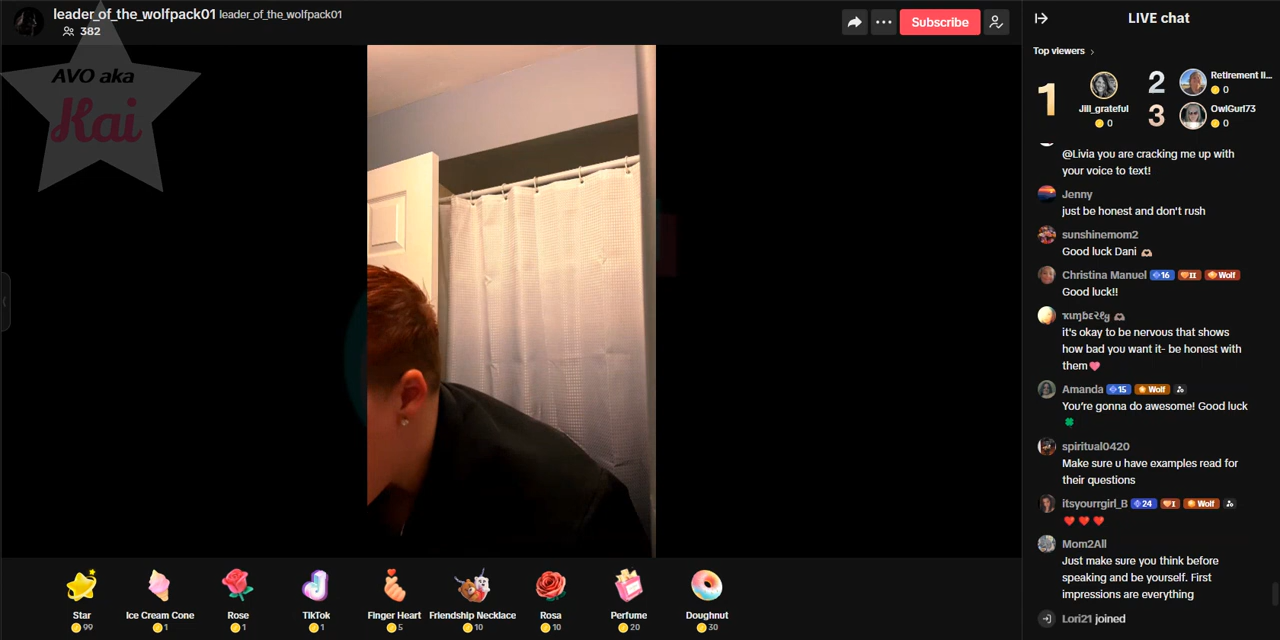 leader_of_the_wolfpack01 leader_of_the_wolfpack01
382
Subscribe
AVO aka
Kai
LIVE chat
Top viewers
1
Jill_grateful
0
2
Retirement li...
0
3
OwlGurl73
0
@Livia you are cracking me up with
your voice to text!
Jenny
just be honest and don't rush
sunshinemom2
Good luck Dani
Christina Manuel 16 II Wolf
Good luck!!
it's okay to be nervous that shows
how bad you want it- be honest with
them
Amanda 15 Wolf
You're gonna do awesome! Good luck
spiritual0420
Make sure u have examples read for
their questions
itsyourrgirl_B 24 I Wolf
Mom2All
Just make sure you think before
speaking and be yourself. First
impressions are everything
Lori21 joined
Star
99
Ice Cream Cone
1
Rose
1
TikTok
1
Finger Heart
5
Friendship Necklace
10
Rosa
10
Perfume
20
Doughnut
30